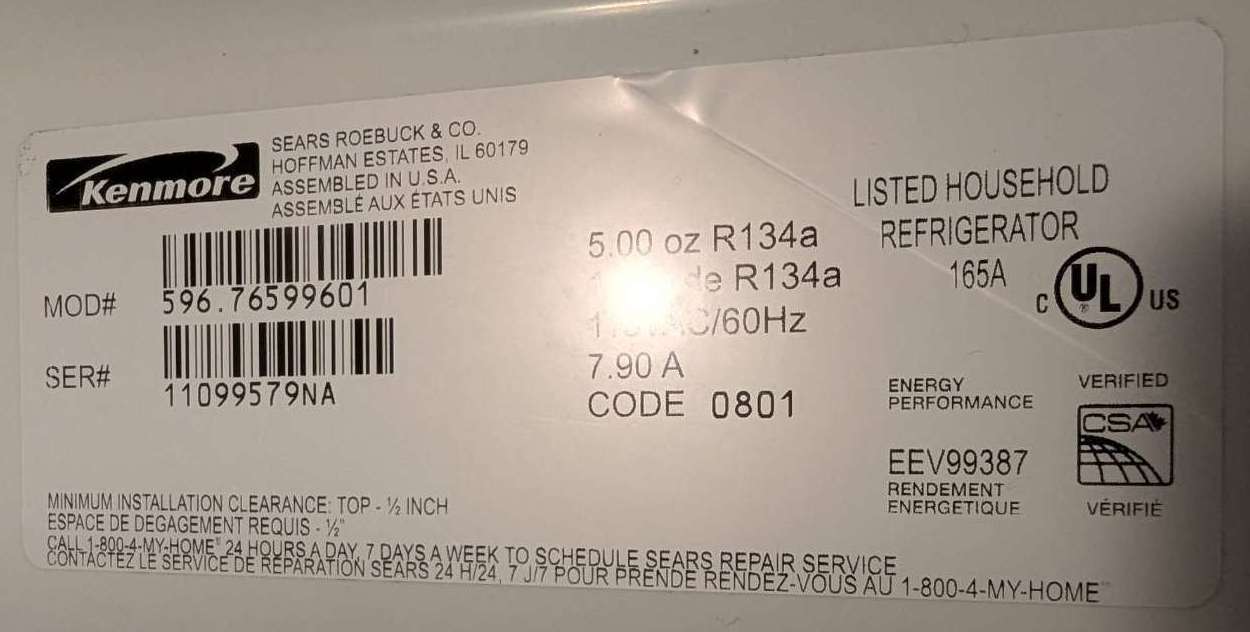 Kenmore
SEARS ROEBUCK & CO.
HOFFMAN ESTATES, IL 60179
ASSEMBLED IN U.S.A.
ASSEMBLÉ AUX ÉTATS UNIS
MOD# 596.76599601
SER# 11099579NA
5.00 oz R134a
de R134a
/60Hz
7.90 A
CODE 0801
LISTED HOUSEHOLD
REFRIGERATOR
165A
C UL® US
ENERGY
PERFORMANCE
EEV99387
RENDEMENT
ENERGETIQUE
VERIFIED
CSA
VÉRIFIÉ
MINIMUM INSTALLATION CLEARANCE: TOP - ½ INCH
ESPACE DE DEGAGEMENT REQUIS - ½"
CALL 1-800-4-MY-HOME® 24 HOURS A DAY, 7 DAYS A WEEK TO SCHEDULE SEARS REPAIR SERVICE
CONTACTEZ LE SERVICE DE RÉPARATION SEARS 24 H/24, 7 J/7 POUR PRENDE RENDEZ-VOUS AU 1-800-4-MY-HOME